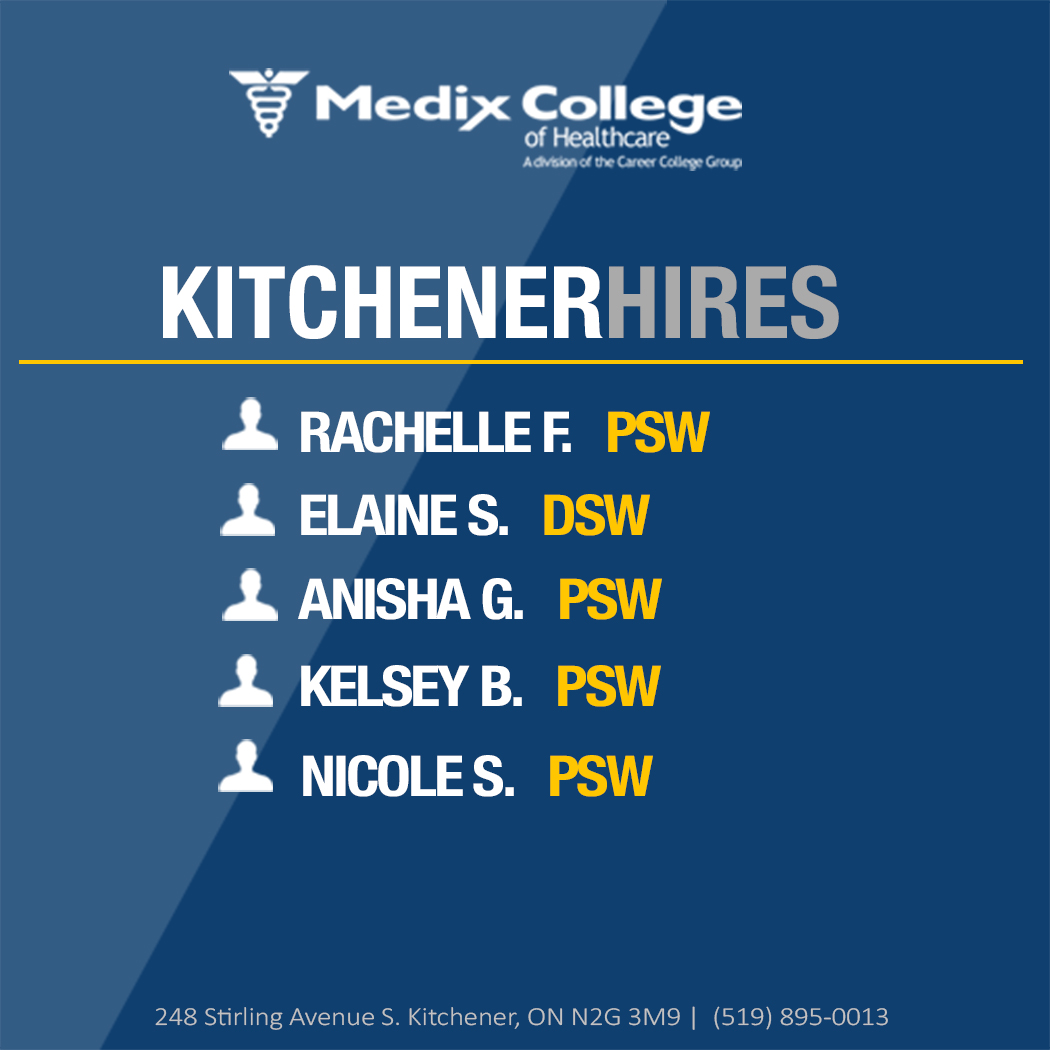 Medix College
of Healthcare
A division of the Career College Group
KITCHENERHIRES
RACHELLE F. PSW
ELAINE S. DSW
ANISHA G. PSW
KELSEY B. PSW
NICOLE S. PSW
248 Stirling Avenue S. Kitchener, ON N2G 3M9 | (519) 895-0013